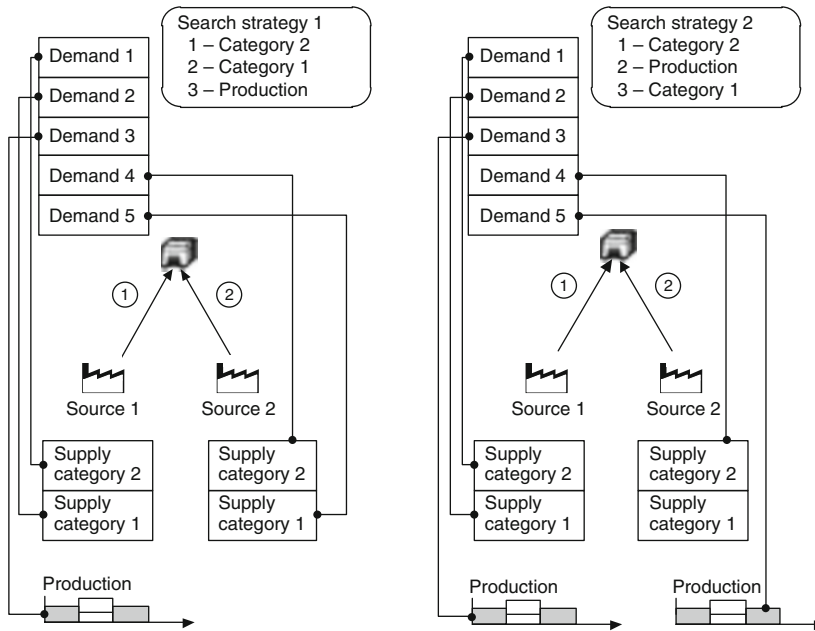 Search strategy 1
1 – Category 2
2 – Category 1
3 – Production
Demand 1
Demand 2
Demand 3
Demand 4
Demand 5
1
2
Source 1
Source 2
Supply
category 2
Supply
category 1
Supply
category 2
Supply
category 1
Production
Search strategy 2
1 – Category 2
2 – Production
3 – Category 1
Demand 1
Demand 2
Demand 3
Demand 4
Demand 5
1
2
Source 1
Source 2
Supply
category 2
Supply
category 1
Supply
category 2
Supply
category 1
Production
Production